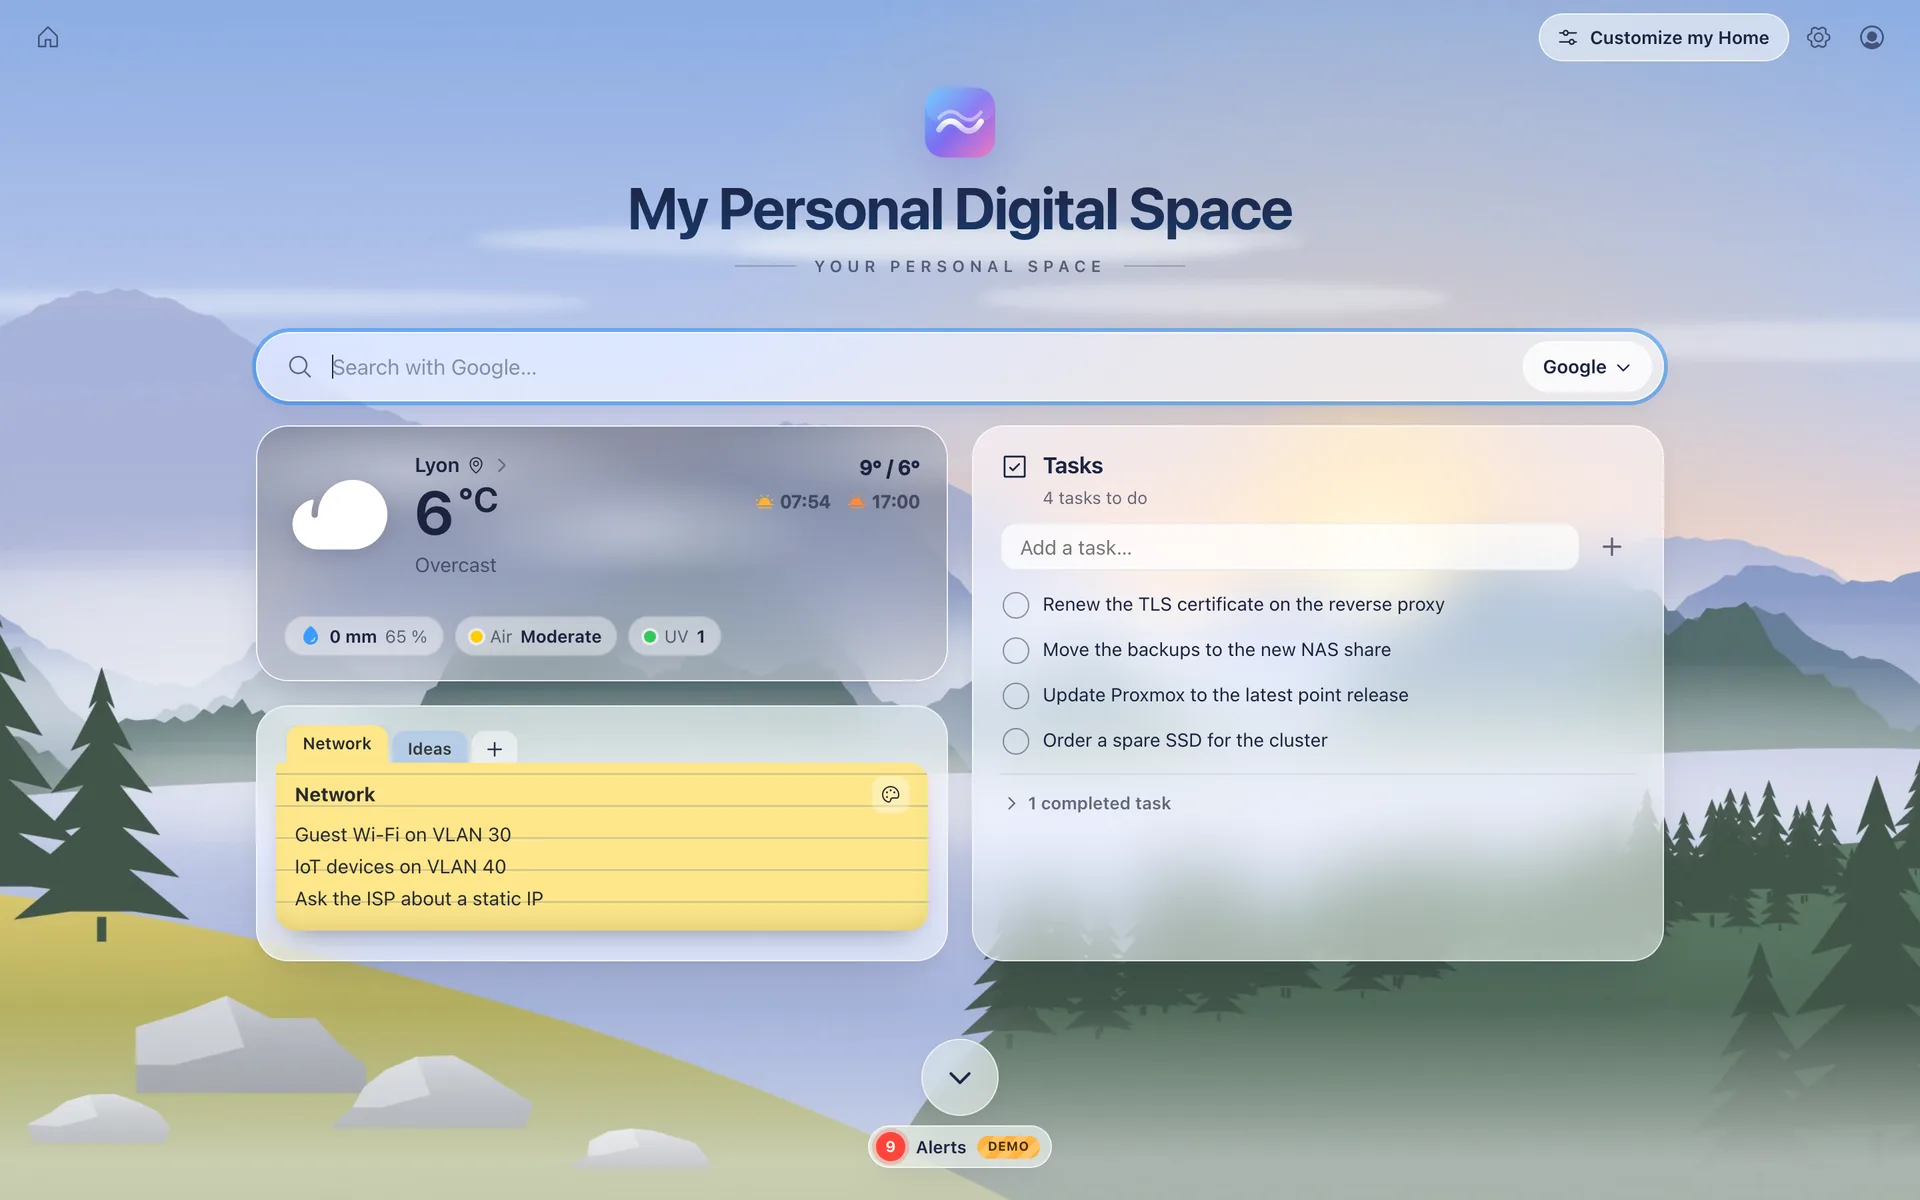 Customize my Home
My Personal Digital Space
YOUR PERSONAL SPACE
Search with Google...
Google
Lyon
6°C
Overcast
9° / 6°
07:54 17:00
0 mm 65 %
Air Moderate
UV 1
Network
Ideas
+
Network
Guest Wi-Fi on VLAN 30
IoT devices on VLAN 40
Ask the ISP about a static IP
Tasks
4 tasks to do
Add a task...
+
Renew the TLS certificate on the reverse proxy
Move the backups to the new NAS share
Update Proxmox to the latest point release
Order a spare SSD for the cluster
1 completed task
9 Alerts DEMO